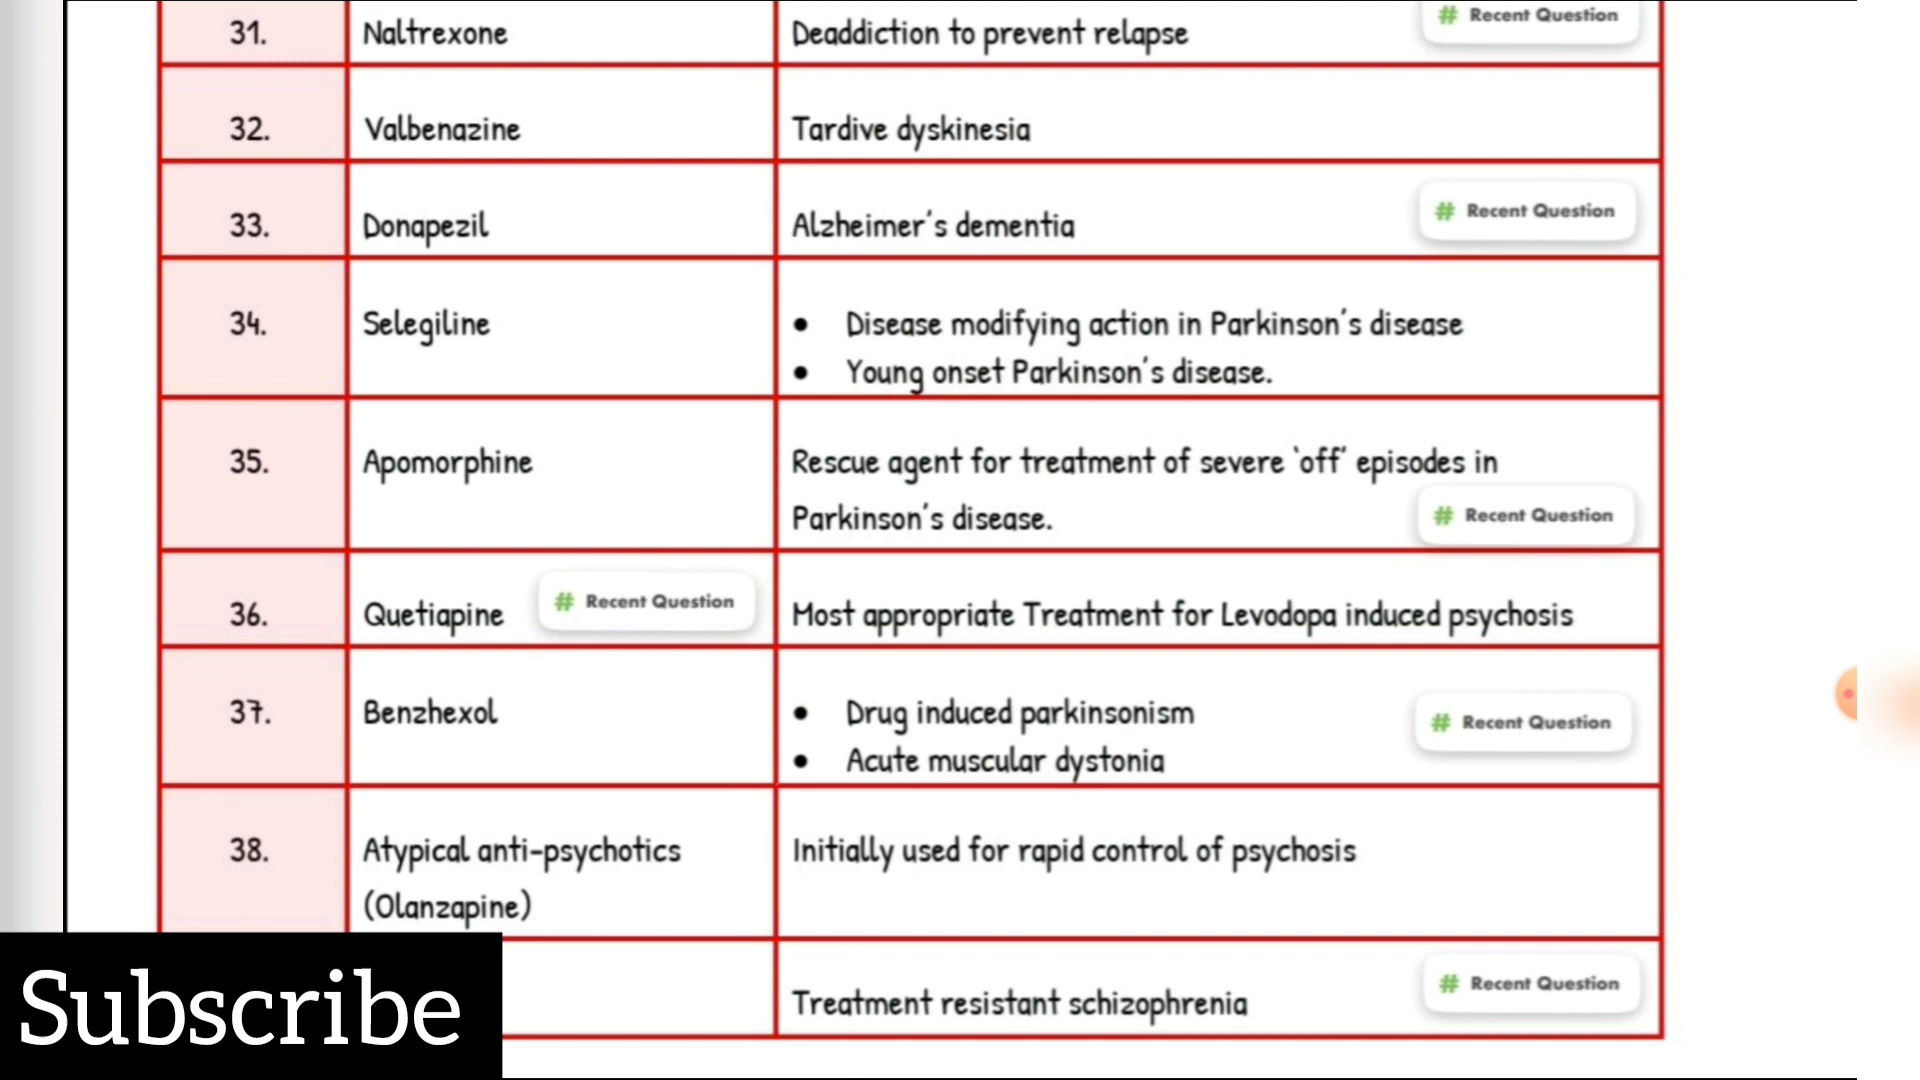 31. Naltrexone Deaddiction to prevent relapse # Recent Question
32. Valbenazine Tardive dyskinesia
33. Donapezil Alzheimer's dementia # Recent Question
34. Selegiline • Disease modifying action in Parkinson's disease
• Young onset Parkinson's disease.
35. Apomorphine Rescue agent for treatment of severe 'off' episodes in
Parkinson's disease. # Recent Question
36. Quetiapine # Recent Question Most appropriate Treatment for Levodopa induced psychosis
37. Benzhexol • Drug induced parkinsonism # Recent Question
• Acute muscular dystonia
38. Atypical anti-psychotics Initially used for rapid control of psychosis
(Olanzapine)
Treatment resistant schizophrenia # Recent Question
Subscribe